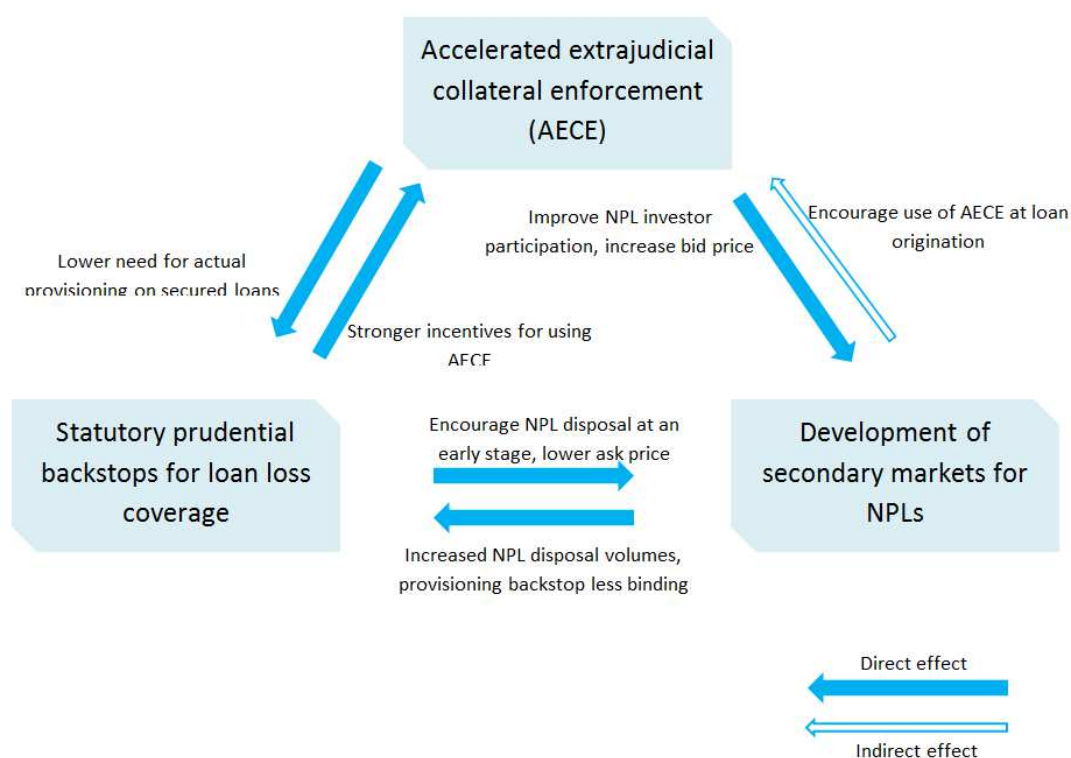 Accelerated extrajudicial
collateral enforcement
(AECE)
Improve NPL investor
participation, increase bid price
Encourage use of AECE at loan
origination
Lower need for actual
provisioning on secured loans
Stronger incentives for using
AECE
Statutory prudential
backstops for loan loss
coverage
Encourage NPL disposal at an
early stage, lower ask price
Increased NPL disposal volumes,
provisioning backstop less binding
Development of
secondary markets for
NPLs
Direct effect
Indirect effect